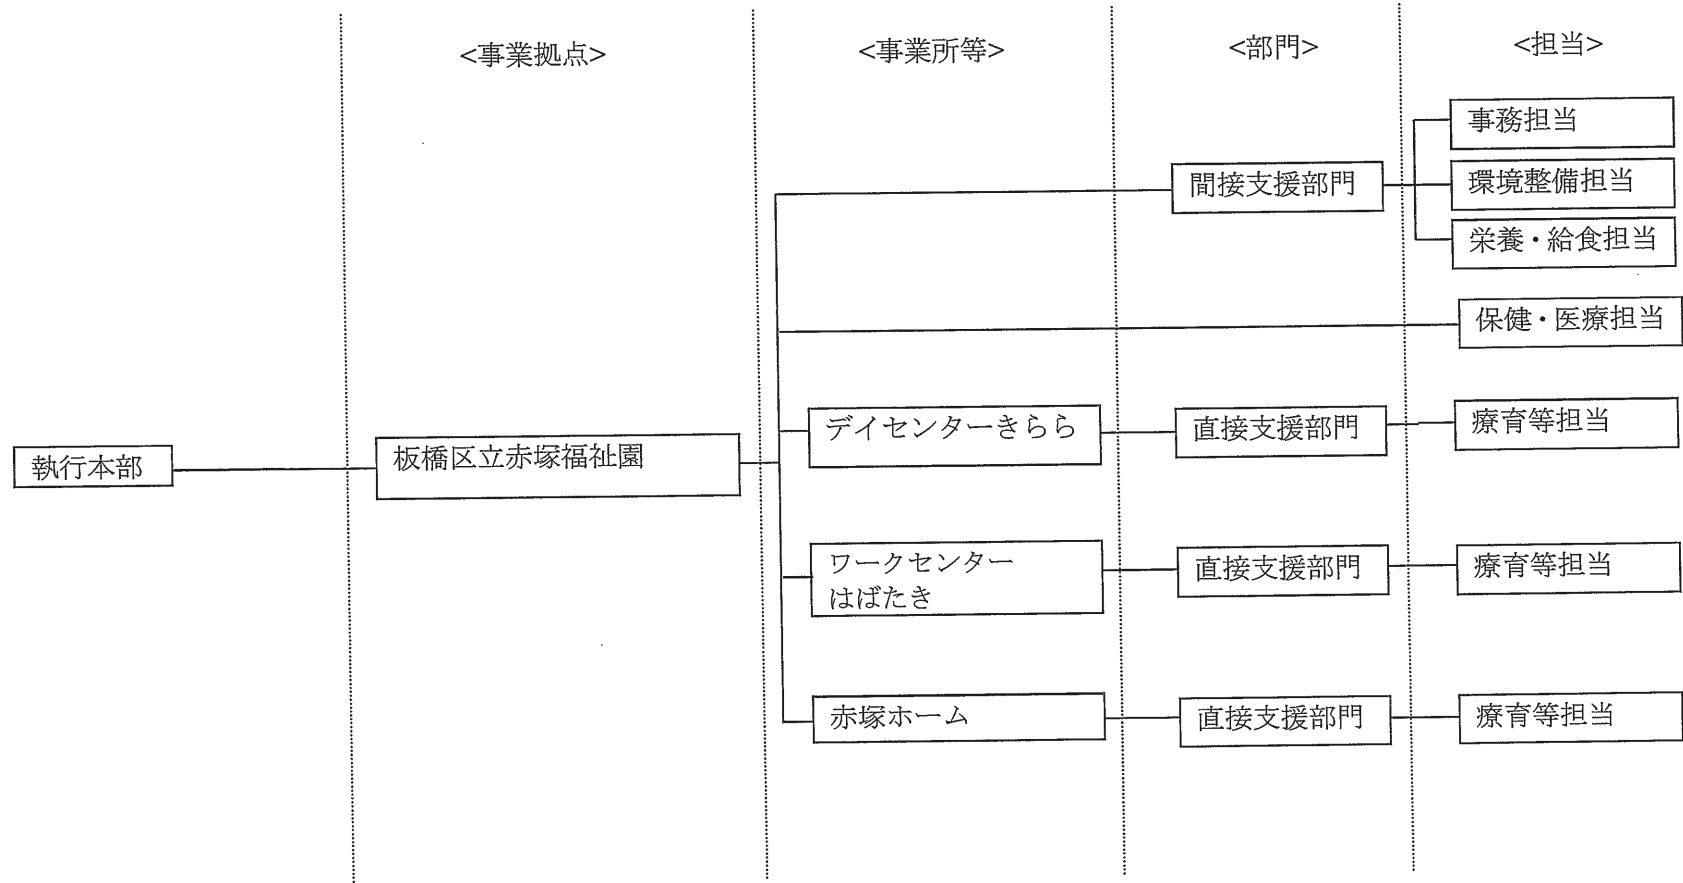 <事業拠点>
<事業所等>
<部門>
<担当>
事務担当
間接支援部門
環境整備担当
栄養・給食担当
保健・医療担当
デイセンターきらら
直接支援部門
療育等担当
執行本部
板橋区立赤塚福祉園
ワークセンター
はばたき
直接支援部門
療育等担当
赤塚ホーム
直接支援部門
療育等担当